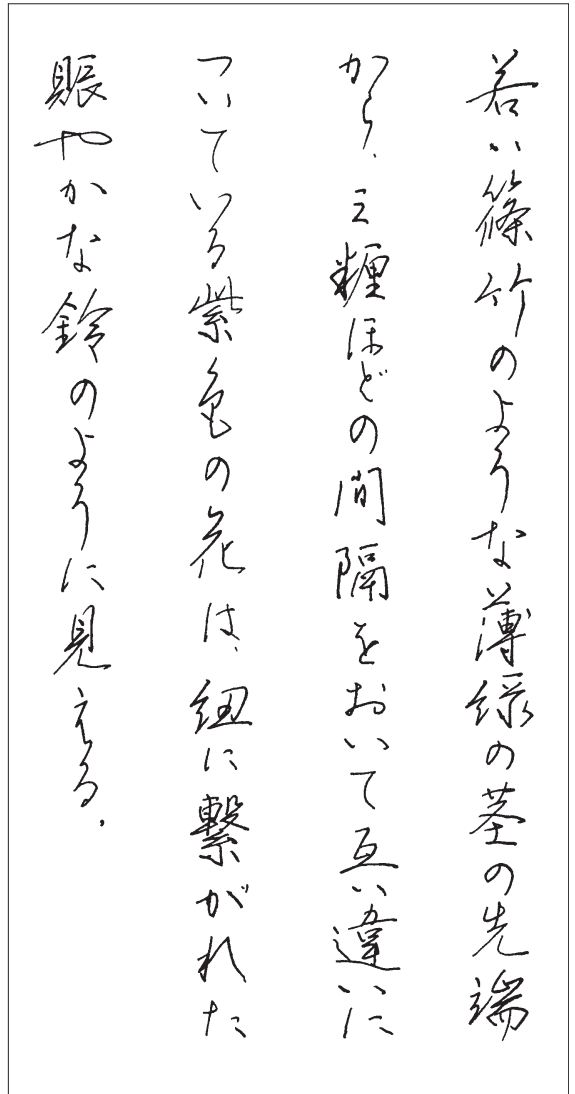 若い篠竹のような薄緑の茎の先端
から、三糎ほどの間隔をおいて互い違いに
ついている紫色の花は、紐に繋がれた
賑やかな鈴のように見える。